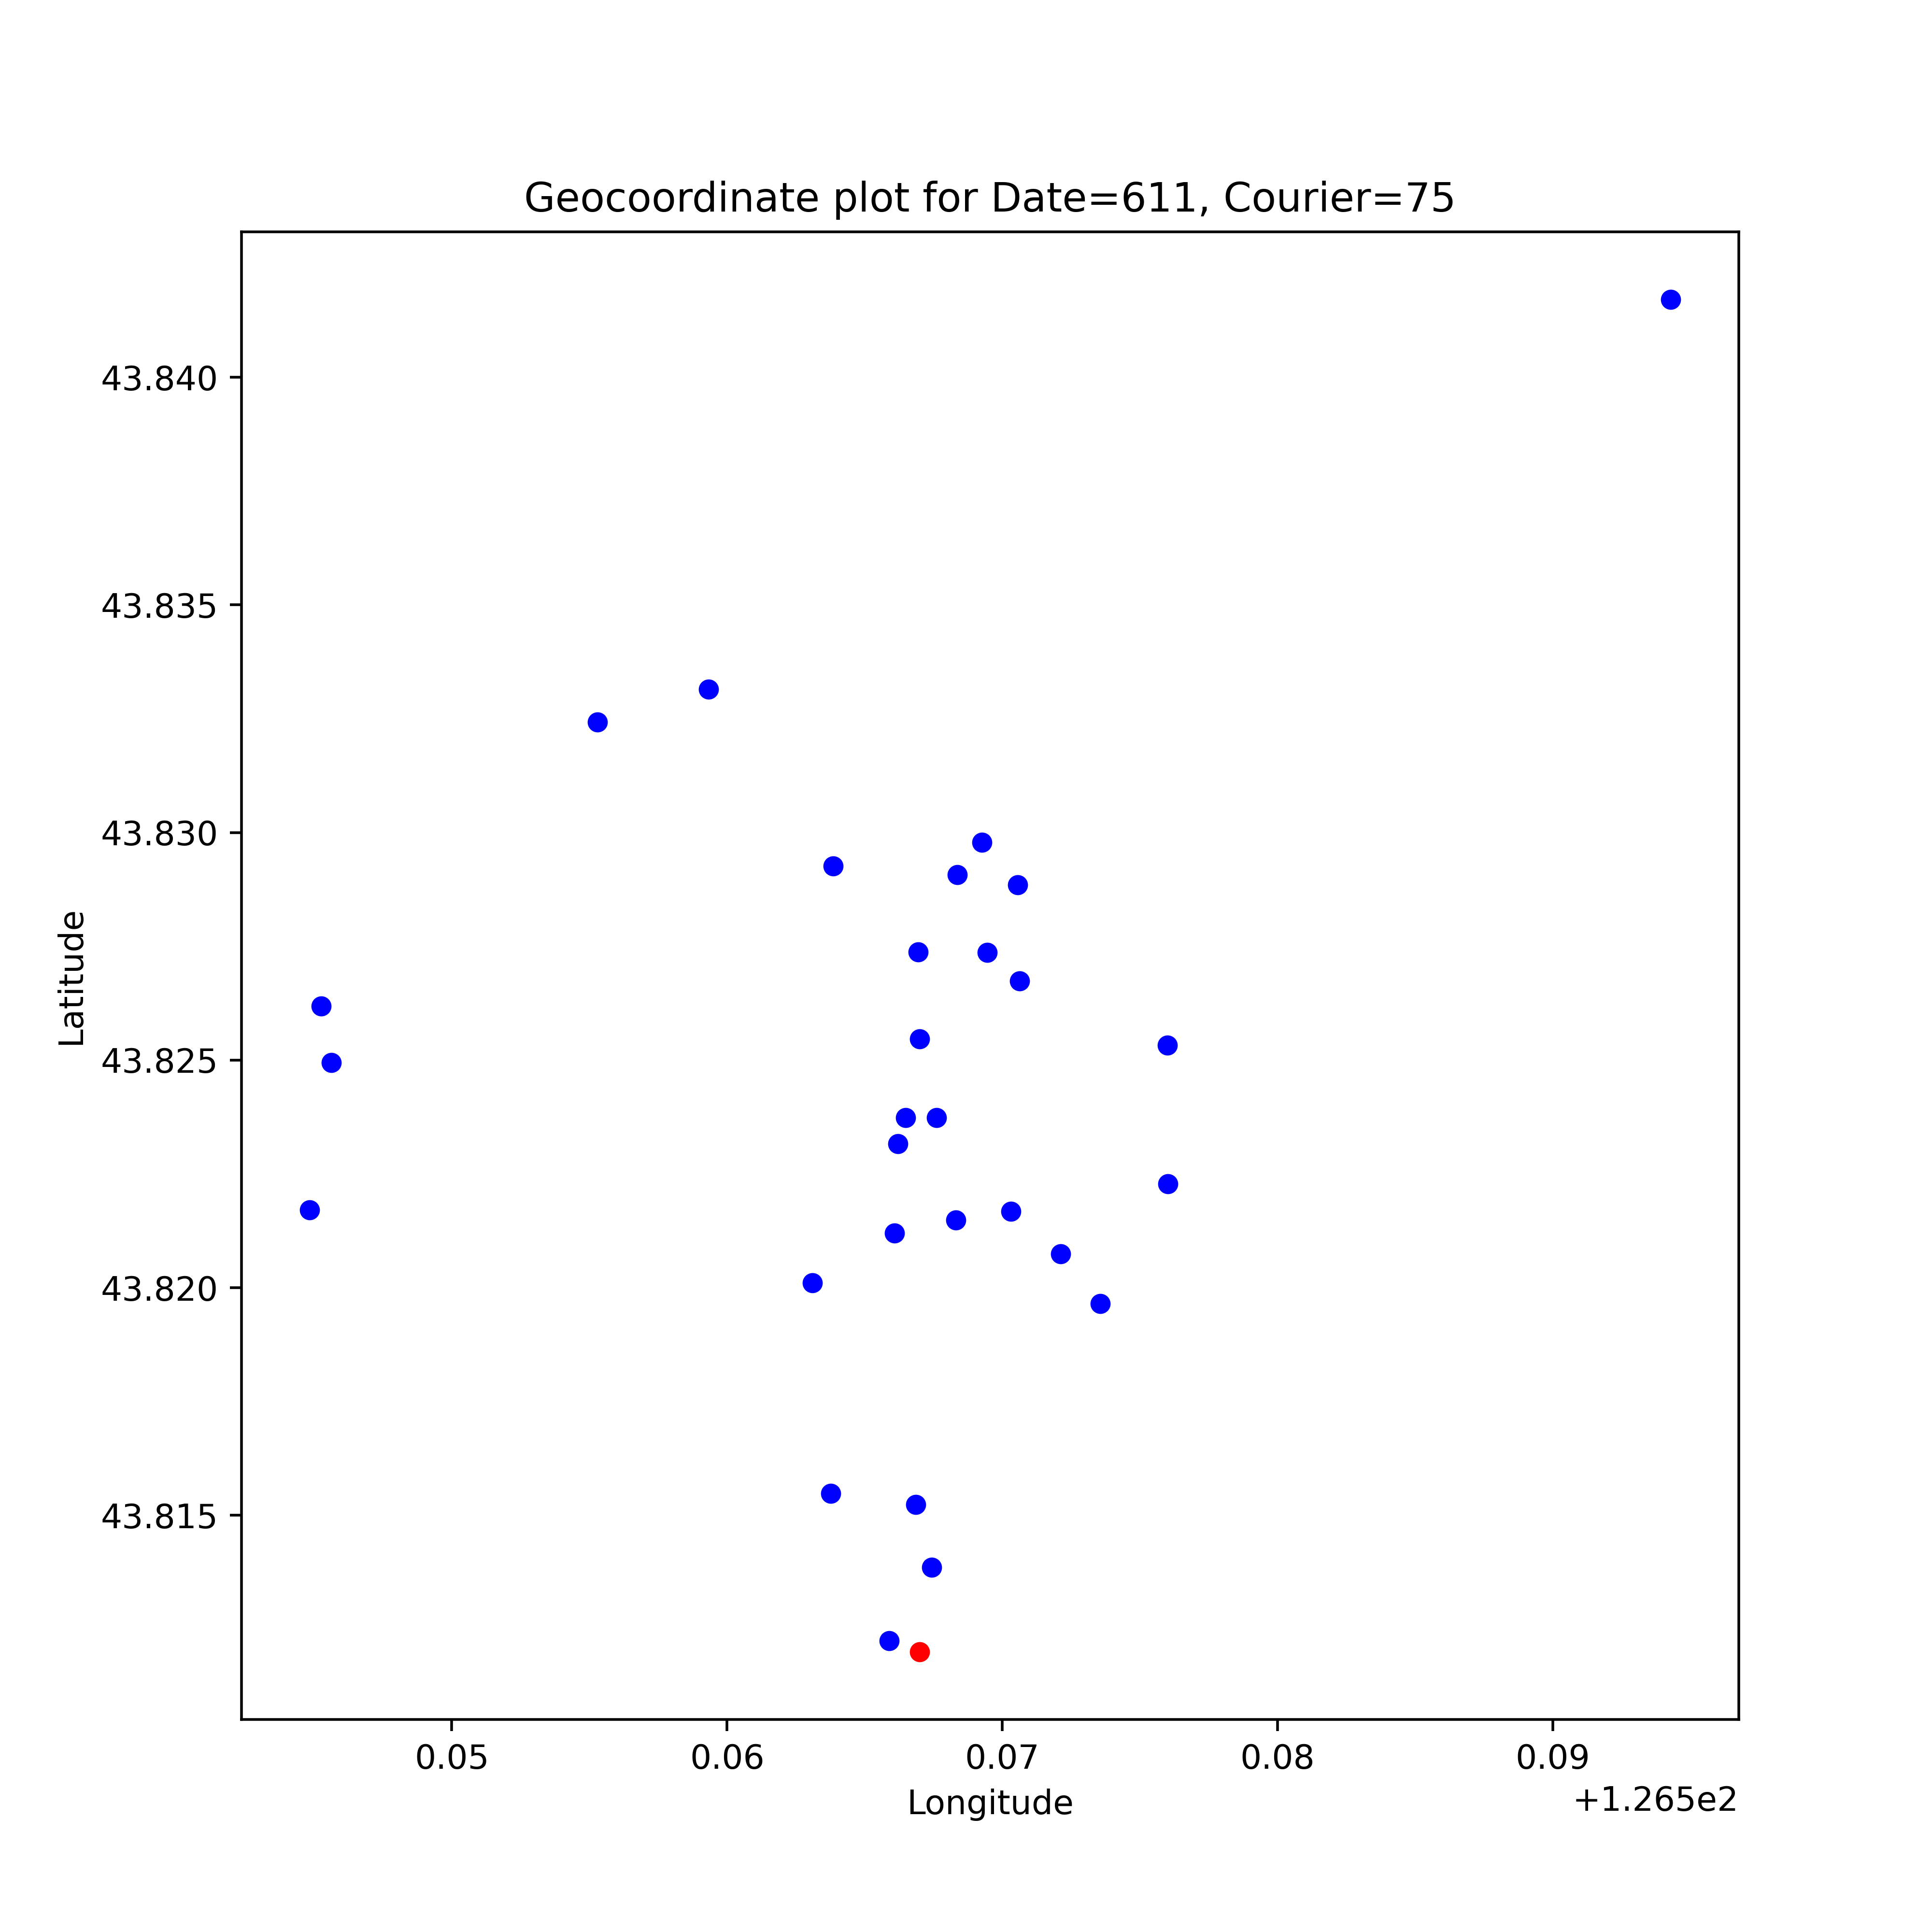 Geocoordinate plot for Date=611, Courier=75
43.840
43.835
43.830
43.825
43.820
43.815
Latitude
0.05 0.06 0.07 0.08 0.09
Longitude
+1.265e2